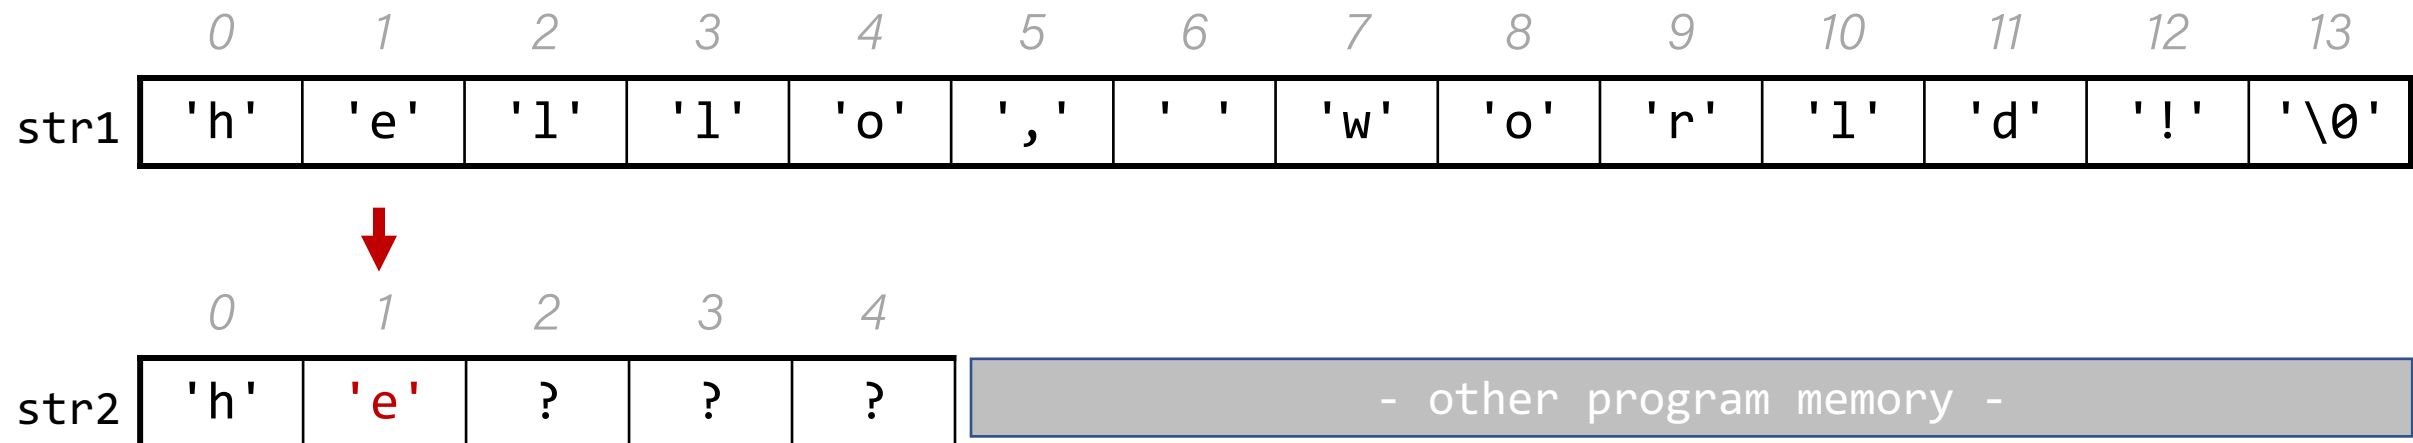 0 1 2 3 4 5 6 7 8 9 10 11 12 13
str1 'h' 'e' 'l' 'l' 'o' ',' ' ' 'w' 'o' 'r' 'l' 'd' '!' '\0'
0 1 2 3 4
str2 'h' 'e' ? ? ? - other program memory -